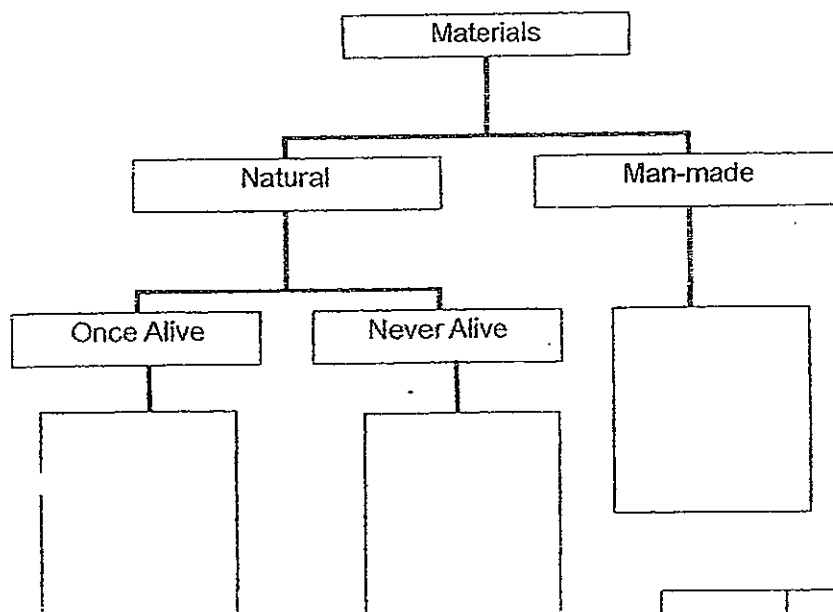 Materials
Natural
Man-made
Once Alive
Never Alive